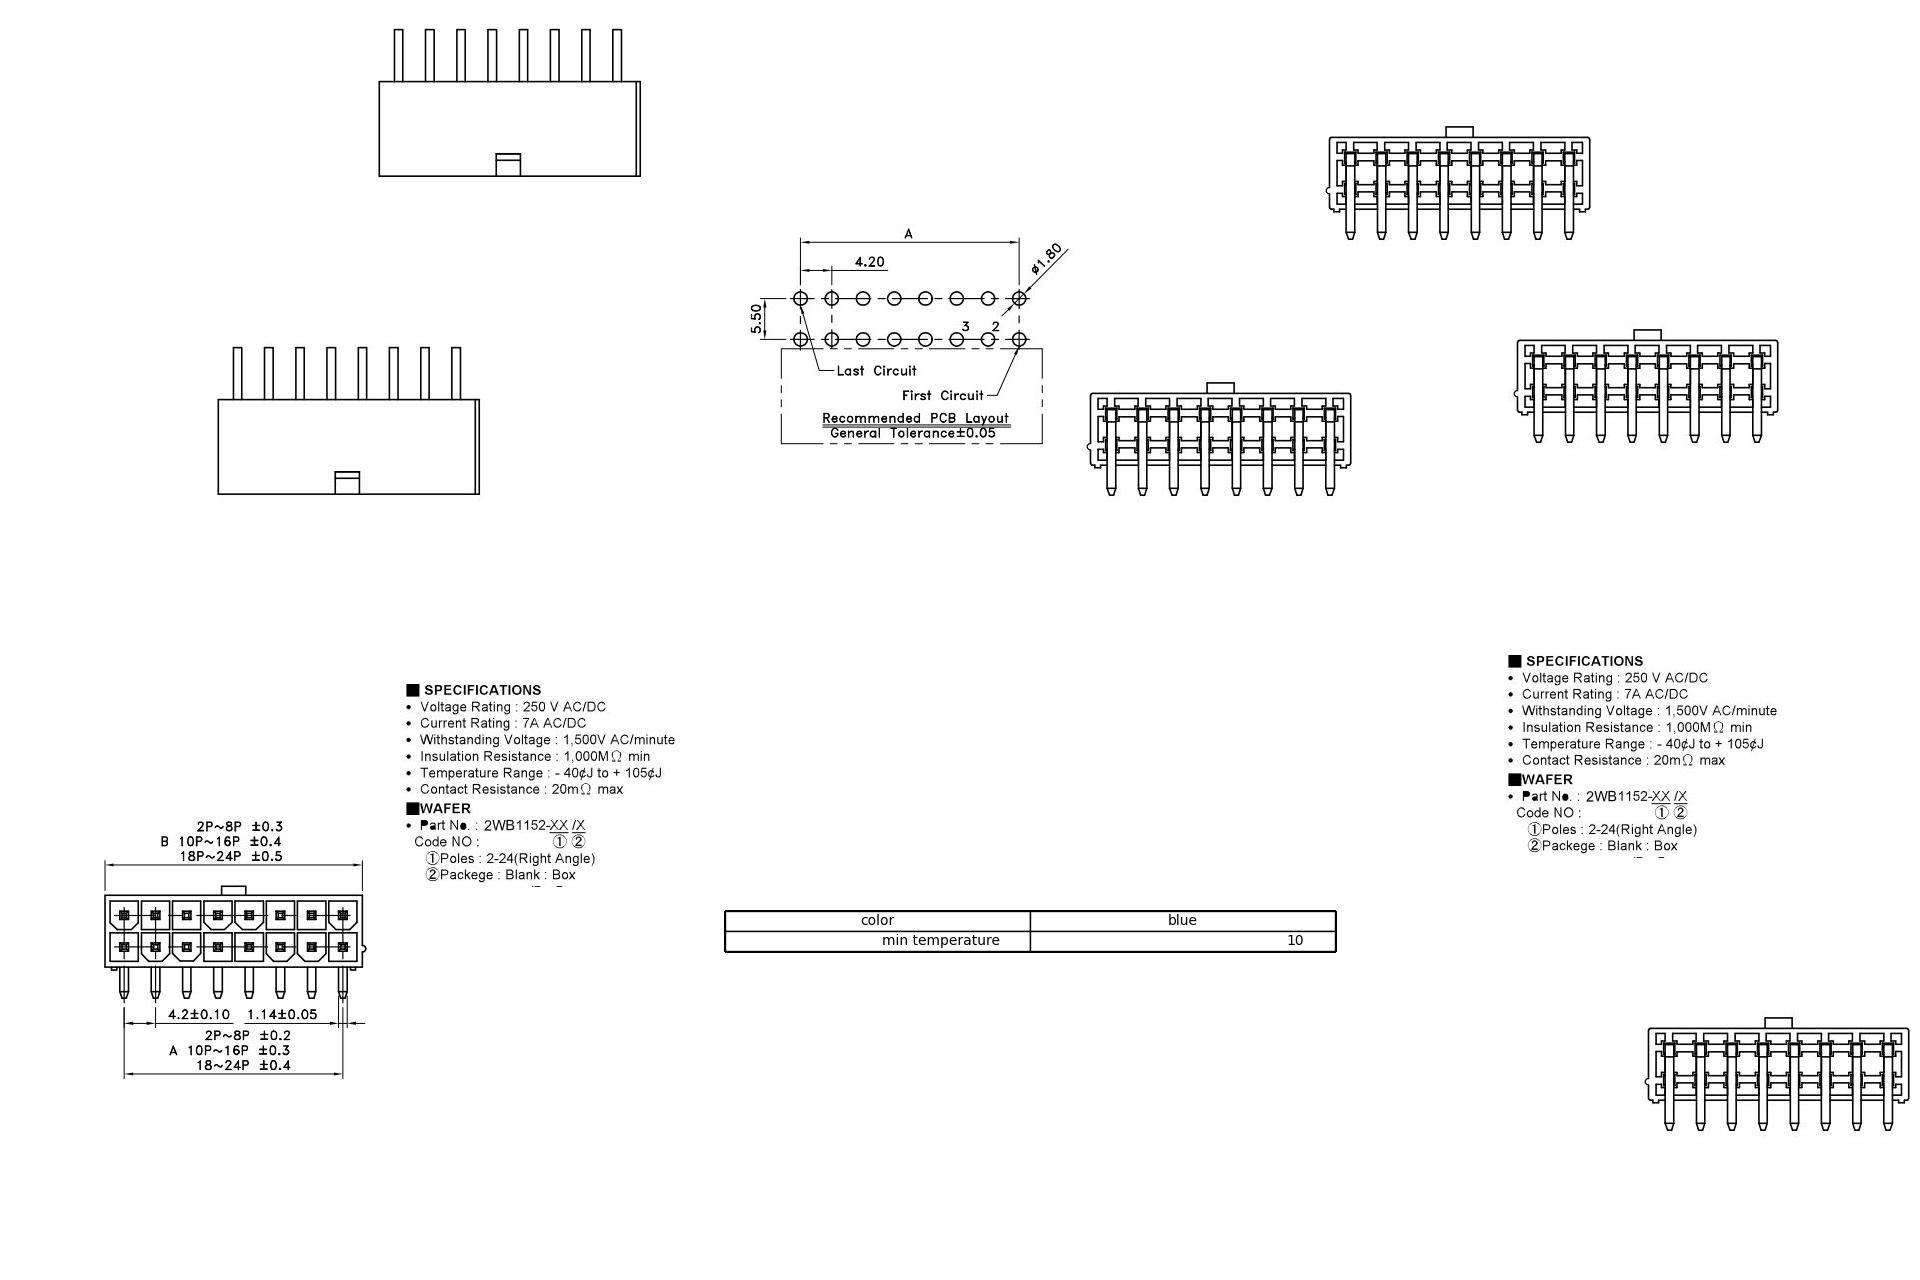 A
4.20
ø1.80
5.50
3 2
Last Circuit
First Circuit
Recommended PCB Layout
General Tolerance±0.05
■ SPECIFICATIONS
• Voltage Rating : 250 V AC/DC
• Current Rating : 7A AC/DC
• Withstanding Voltage : 1,500V AC/minute
• Insulation Resistance : 1,000MΩ min
• Temperature Range : - 40¢J to + 105¢J
• Contact Resistance : 20mΩ max
■WAFER
• Part No. : 2WB1152-XX /X
Code NO : ① ②
①Poles : 2-24(Right Angle)
②Packege : Blank : Box
■ SPECIFICATIONS
• Voltage Rating : 250 V AC/DC
• Current Rating : 7A AC/DC
• Withstanding Voltage : 1,500V AC/minute
• Insulation Resistance : 1,000MΩ min
• Temperature Range : - 40¢J to + 105¢J
• Contact Resistance : 20mΩ max
■WAFER
• Part No. : 2WB1152-XX /X
Code NO : ① ②
①Poles : 2-24(Right Angle)
②Packege : Blank : Box
2P~8P ±0.3
B 10P~16P ±0.4
18P~24P ±0.5
4.2±0.10 1.14±0.05
2P~8P ±0.2
A 10P~16P ±0.3
18~24P ±0.4
color blue
min temperature 10